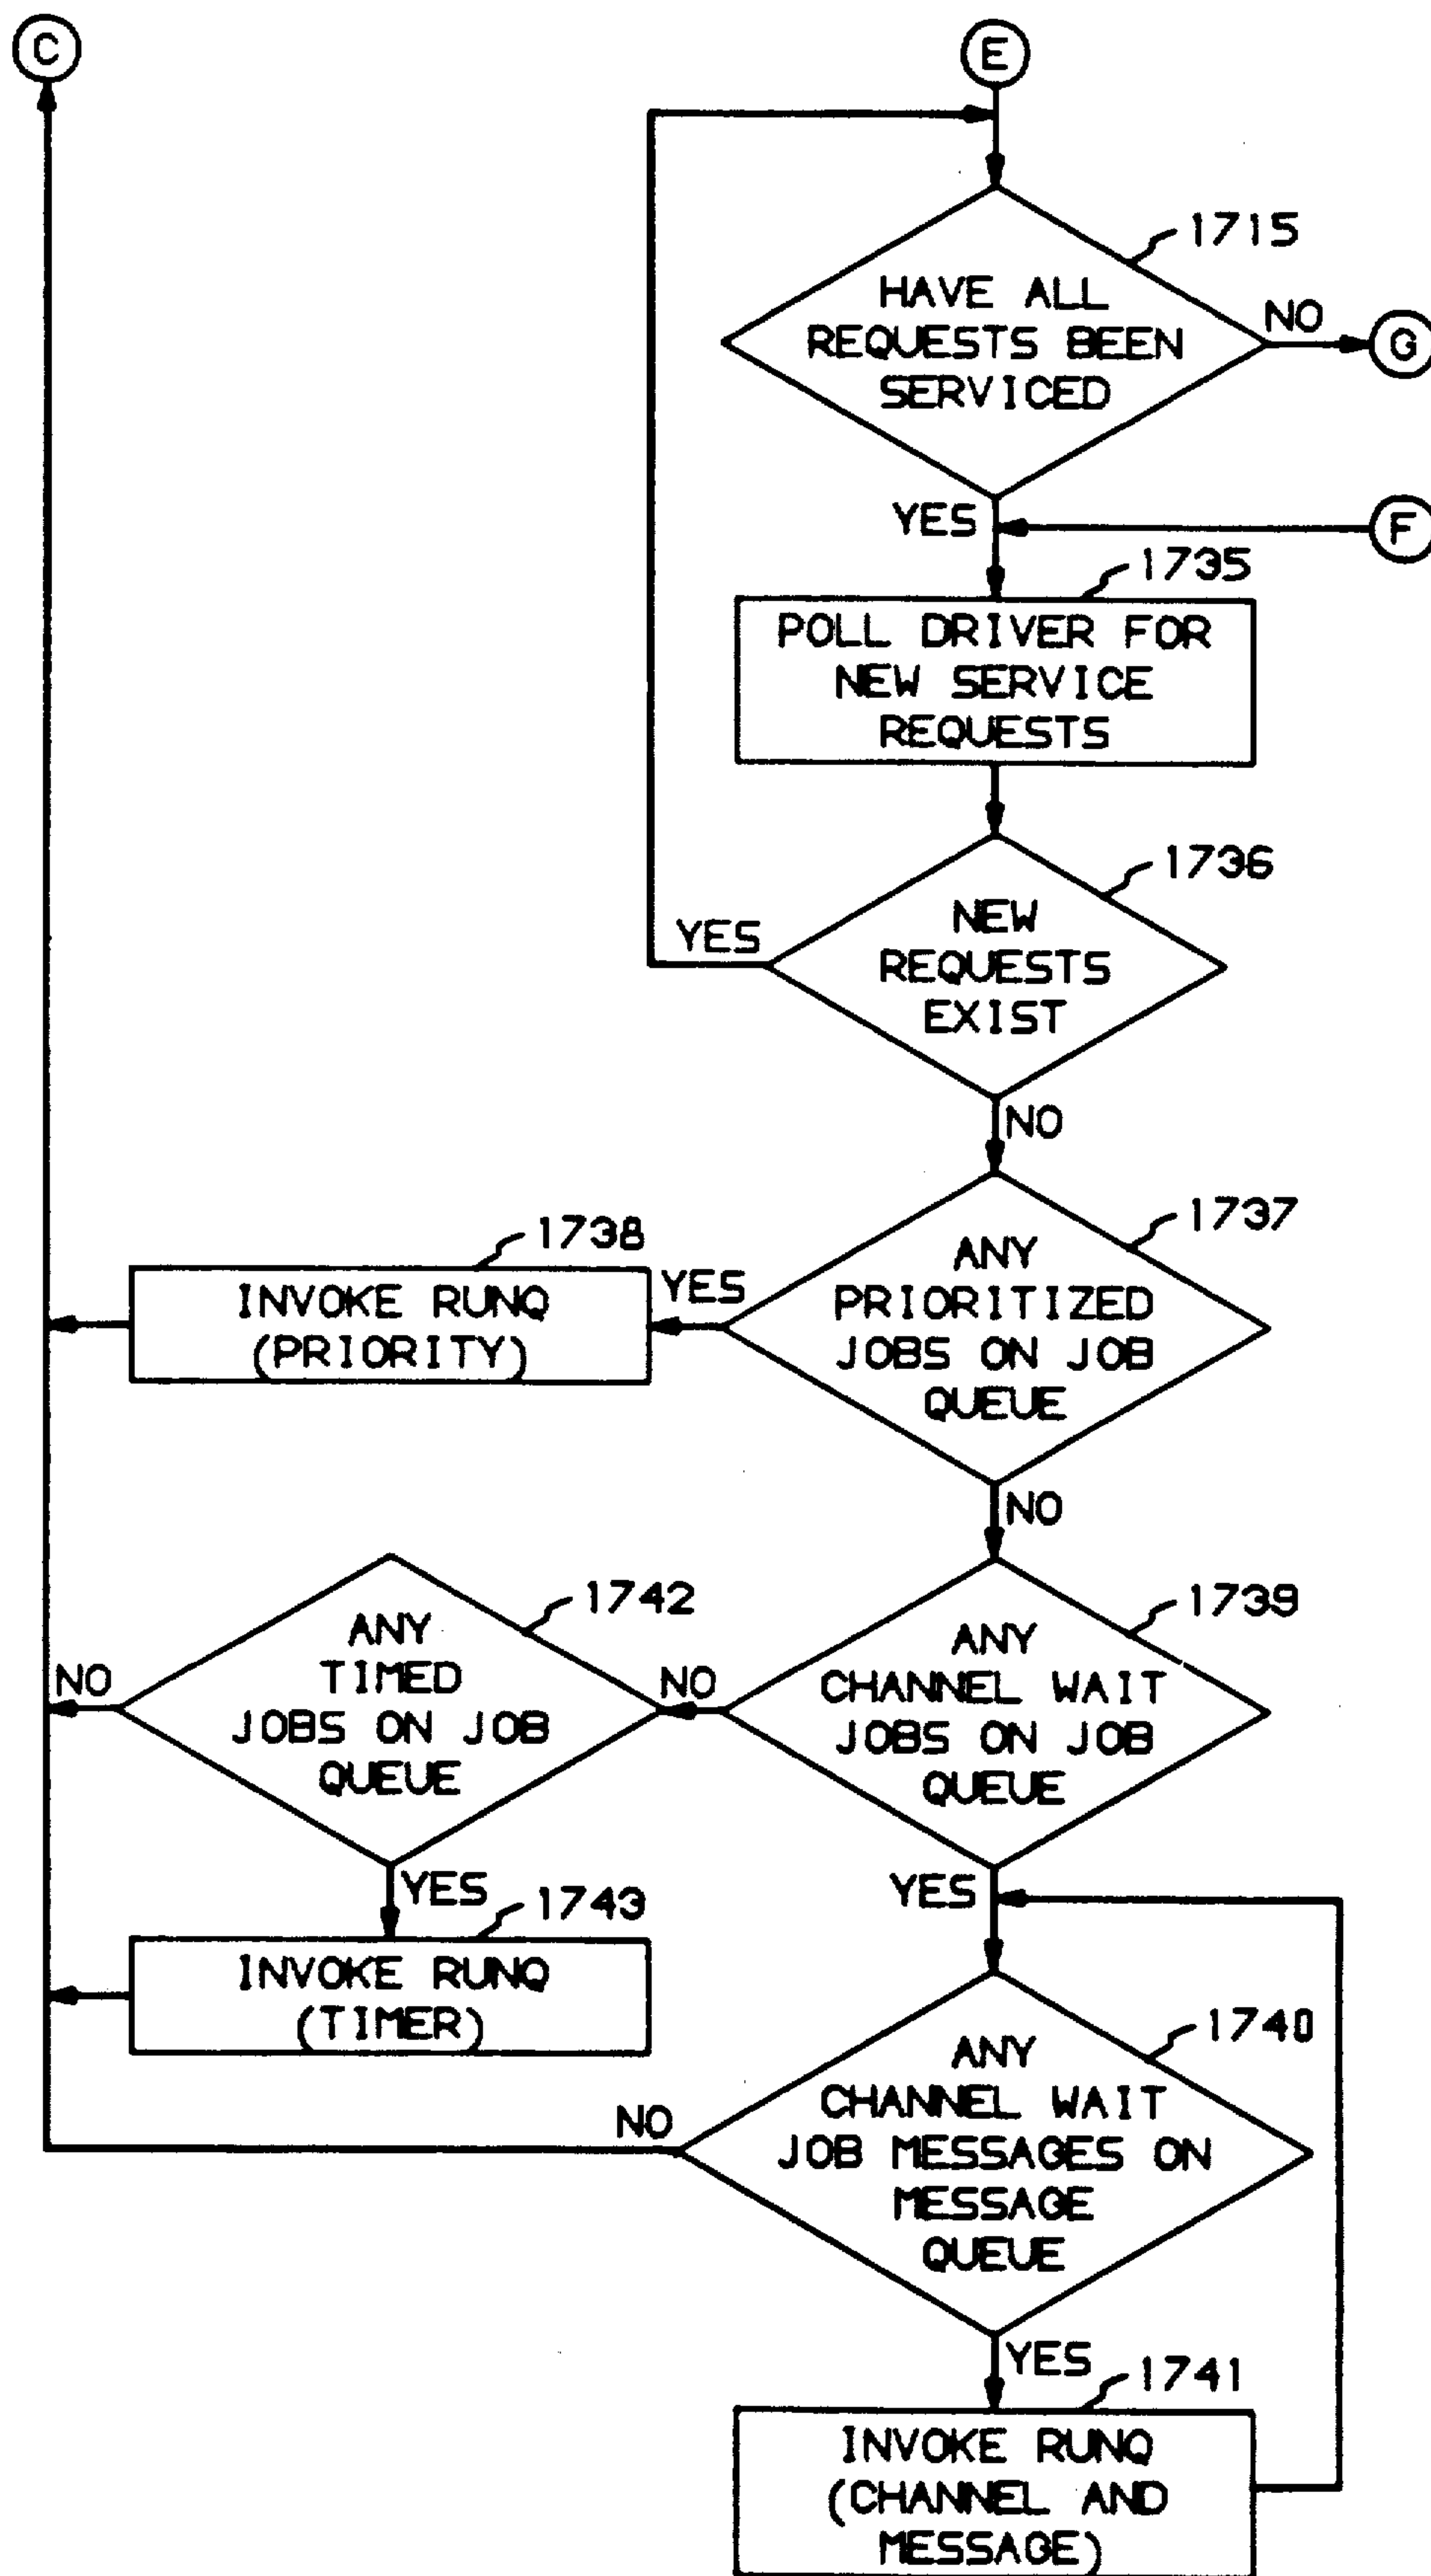 C
E
1715
HAVE ALL
REQUESTS BEEN
SERVICED
NO
G
YES
F
1735
POLL DRIVER FOR
NEW SERVICE
REQUESTS
1736
NEW
REQUESTS
EXIST
YES
NO
1737
ANY
PRIORITIZED
JOBS ON JOB
QUEUE
YES
1738
INVOKE RUNQ
(PRIORITY)
NO
1739
ANY
CHANNEL WAIT
JOBS ON JOB
QUEUE
NO
1742
ANY
TIMED
JOBS ON JOB
QUEUE
NO
YES
1743
INVOKE RUNQ
(TIMER)
YES
1740
ANY
CHANNEL WAIT
JOB MESSAGES ON
MESSAGE
QUEUE
NO
YES
1741
INVOKE RUNQ
(CHANNEL AND
MESSAGE)